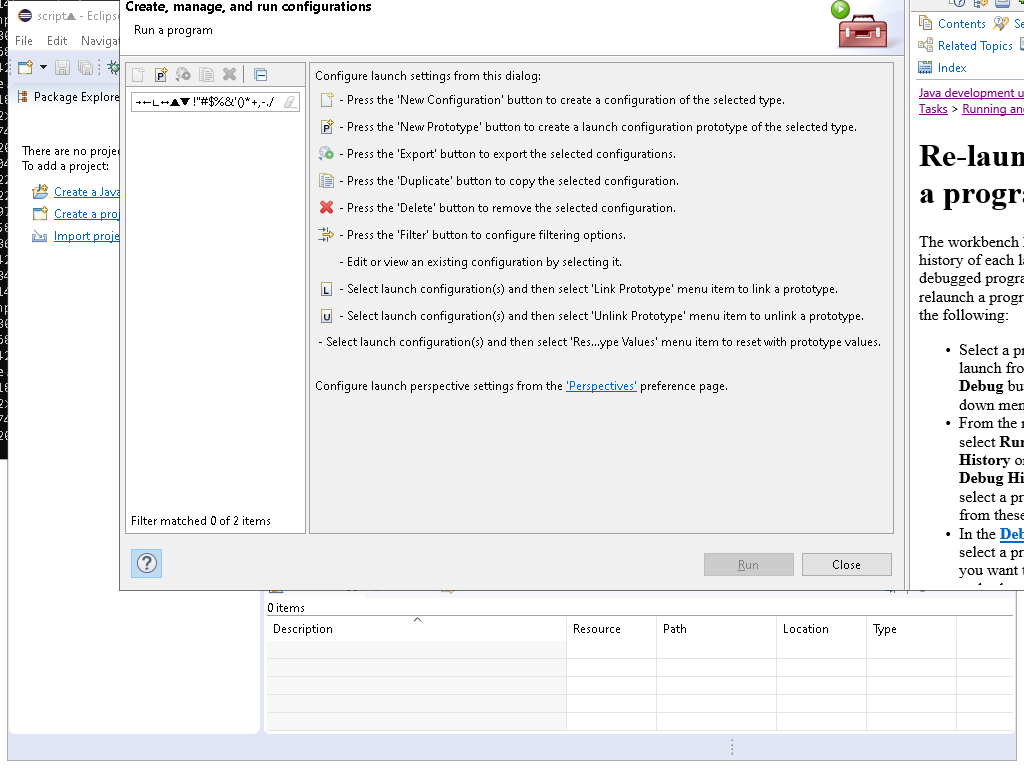 script▲ - Eclipse
File Edit Naviga
Package Explore
There are no projec
To add a project:
Create a Java
Create a proj
Import proje
Create, manage, and run configurations
Run a program
→←∟↔▲▼ !"#$%&'()*+,-./
Filter matched 0 of 2 items
Configure launch settings from this dialog:
- Press the 'New Configuration' button to create a configuration of the selected type.
- Press the 'New Prototype' button to create a launch configuration prototype of the selected type.
- Press the 'Export' button to export the selected configurations.
- Press the 'Duplicate' button to copy the selected configuration.
- Press the 'Delete' button to remove the selected configuration.
- Press the 'Filter' button to configure filtering options.
- Edit or view an existing configuration by selecting it.
- Select launch configuration(s) and then select 'Link Prototype' menu item to link a prototype.
- Select launch configuration(s) and then select 'Unlink Prototype' menu item to unlink a prototype.
- Select launch configuration(s) and then select 'Res...ype Values' menu item to reset with prototype values.
Configure launch perspective settings from the 'Perspectives' preference page.
Run Close
Contents Se
Related Topics
Index
Java development u
Tasks > Running an
Re-laun
a progra
The workbench
history of each la
debugged progra
relaunch a progr
the following:
• Select a pr
launch fro
Debug bu
down men
• From the
select Run
History o
Debug Hi
select a pr
from these
• In the Deb
select a pr
you want t
0 items
Description Resource Path Location Type